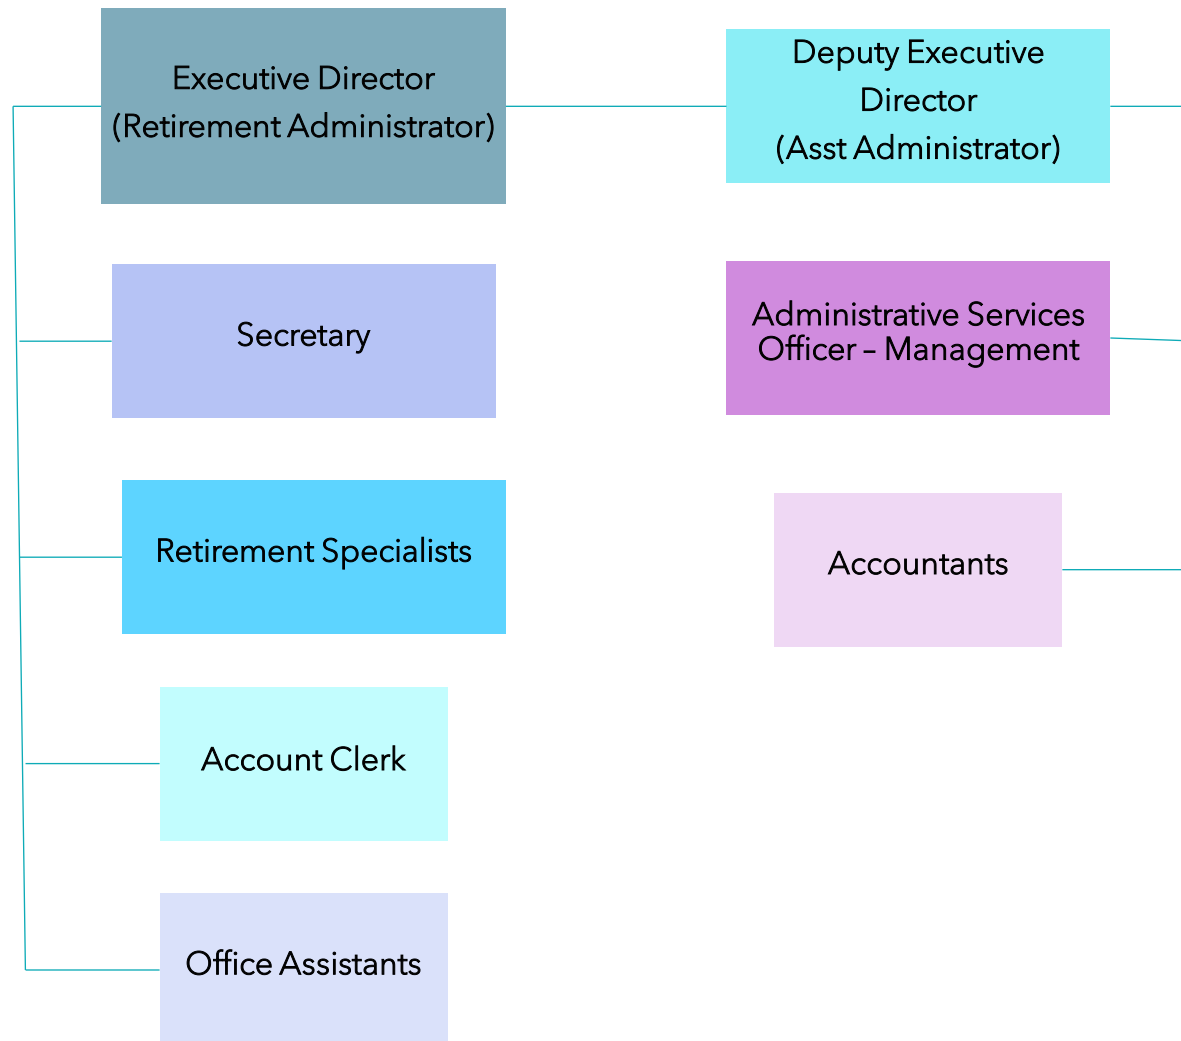 Executive Director
(Retirement Administrator)
Deputy Executive
Director
(Asst Administrator)
Secretary
Administrative Services
Officer – Management
Retirement Specialists
Accountants
Account Clerk
Office Assistants